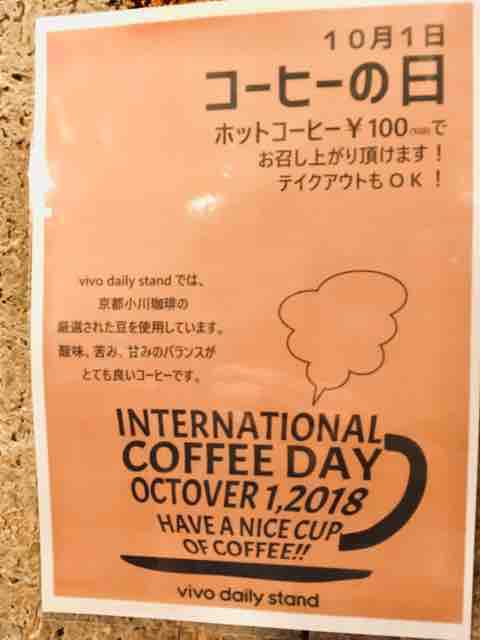 10月1日
コーヒーの日
ホットコーヒー￥100で
お召し上がり頂けます！
テイクアウトもＯＫ！
vivo daily stand では、
京都小川珈琲の
厳選された豆を使用しています。
酸味、苦み、甘みのバランスが
とても良いコーヒーです。
INTERNATIONAL
COFFEE DAY
OCTOVER 1,2018
HAVE A NICE CUP
OF COFFEE!!
vivo daily stand